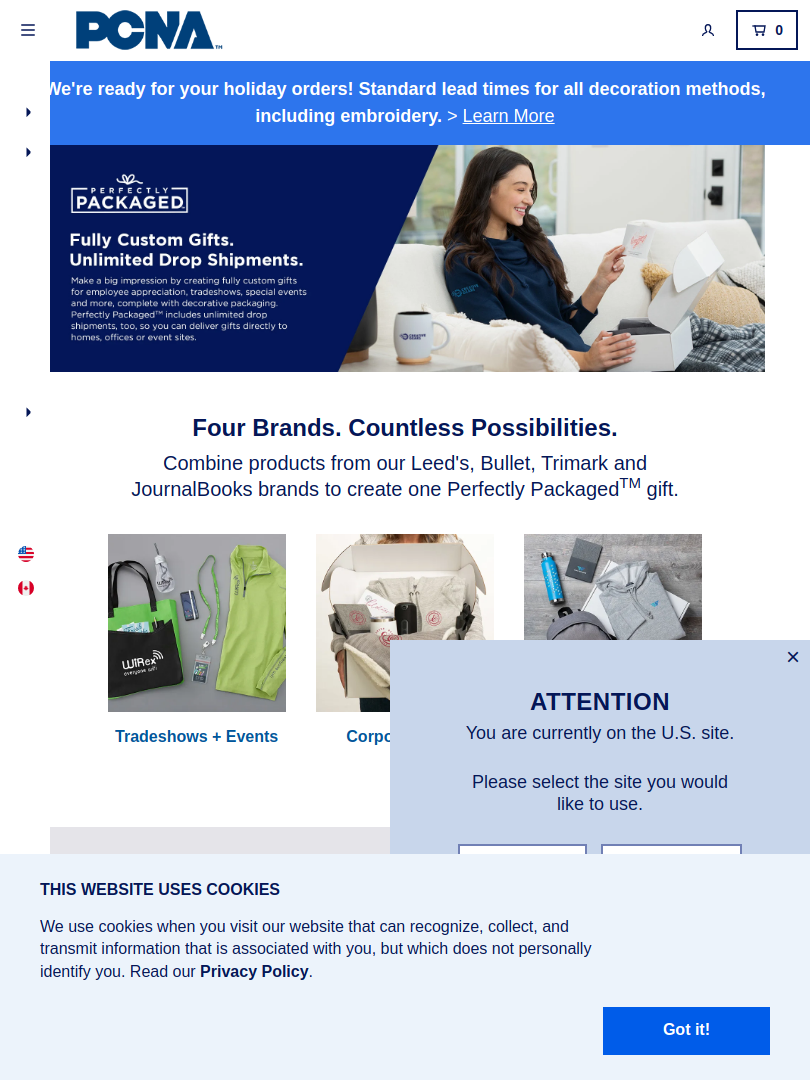 PCNA™
0
We're ready for your holiday orders! Standard lead times for all decoration methods,
including embroidery. > Learn More
PERFECTLY
PACKAGED
Fully Custom Gifts.
Unlimited Drop Shipments.
Make a big impression by creating fully custom gifts
for employee appreciation, tradeshows, special events
and more, complete with decorative packaging.
Perfectly Packaged™ includes unlimited drop
shipments, too, so you can deliver gifts directly to
homes, offices or event sites.
Four Brands. Countless Possibilities.
Combine products from our Leed's, Bullet, Trimark and
JournalBooks brands to create one Perfectly Packaged™ gift.
WIRex
everyone wifi
Tradeshows + Events
Corpo
ATTENTION
You are currently on the U.S. site.
Please select the site you would
like to use.
THIS WEBSITE USES COOKIES
We use cookies when you visit our website that can recognize, collect, and
transmit information that is associated with you, but which does not personally
identify you. Read our Privacy Policy.
Got it!